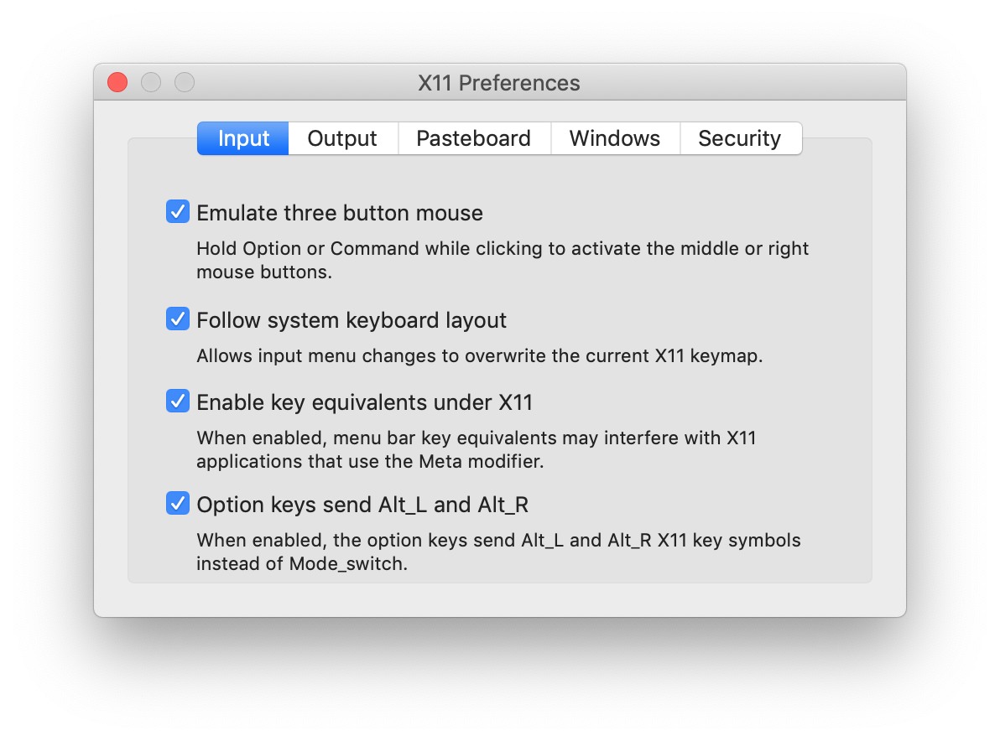 X11 Preferences
Input Output Pasteboard Windows Security
Emulate three button mouse
Hold Option or Command while clicking to activate the middle or right
mouse buttons.
Follow system keyboard layout
Allows input menu changes to overwrite the current X11 keymap.
Enable key equivalents under X11
When enabled, menu bar key equivalents may interfere with X11
applications that use the Meta modifier.
Option keys send Alt_L and Alt_R
When enabled, the option keys send Alt_L and Alt_R X11 key symbols
instead of Mode_switch.